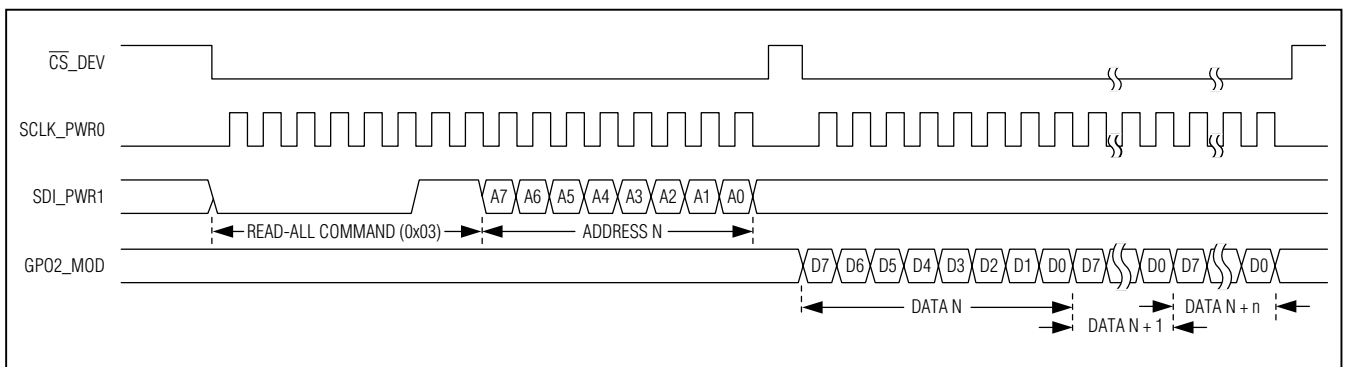 CS_DEV
SCLK_PWR0
SDI_PWR1
A7 A6 A5 A4 A3 A2 A1 A0
READ-ALL COMMAND (0x03) ADDRESS N
GPO2_MOD
D7 D6 D5 D4 D3 D2 D1 D0 D7 D0 D7 D0
DATA N DATA N + n
DATA N + 1